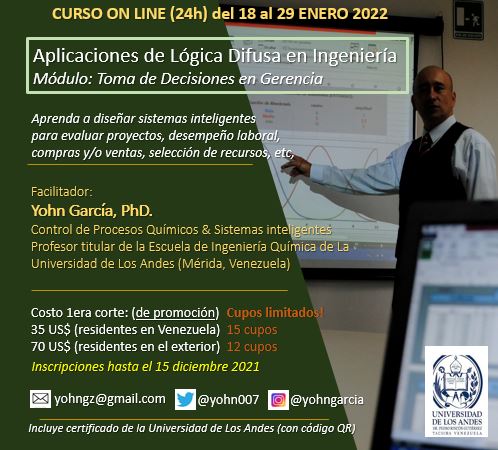 CURSO ON LINE (24h) del 18 al 29 ENERO 2022
Aplicaciones de Lógica Difusa en Ingeniería
Módulo: Toma de Decisiones en Gerencia
Aprenda a diseñar sistemas inteligentes
para evaluar proyectos, desempeño laboral,
compras y/o ventas, selección de recursos, etc,
Facilitador:
Yohn García, PhD.
Control de Procesos Químicos & Sistemas inteligentes
Profesor titular de la Escuela de Ingeniería Química de La
Universidad de Los Andes (Mérida, Venezuela)
Costo 1era corte: (de promoción) Cupos limitados!
35 US$ (residentes en Venezuela) 15 cupos
70 US$ (residentes en el exterior) 12 cupos
Inscripciones hasta el 15 diciembre 2021
yohngz@gmail.com @yohn007 @yohngarcia
Incluye certificado de la Universidad de Los Andes (con código QR)
UNIVERSIDAD
DE LOS ANDES
TÁCHIRA VENEZUELA